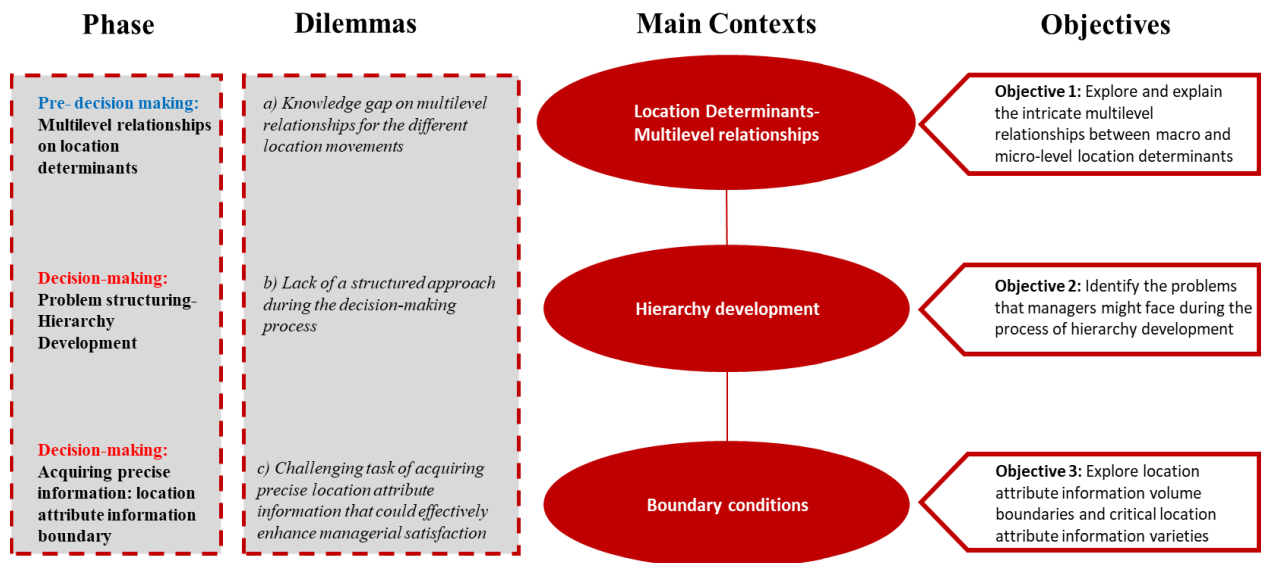 Phase
Dilemmas
Main Contexts
Objectives
Pre- decision making:
Multilevel relationships
on location
determinants
a) Knowledge gap on multilevel
relationships for the different
location movements
Location Determinants-
Multilevel relationships
Objective 1: Explore and explain
the intricate multilevel
relationships between macro and
micro-level location determinants
Decision-making:
Problem structuring-
Hierarchy
Development
b) Lack of a structured approach
during the decision-making
process
Hierarchy development
Objective 2: Identify the problems
that managers might face during the
process of hierarchy development
Decision-making:
Acquiring precise
information: location
attribute information
boundary
c) Challenging task of acquiring
precise location attribute
information that could effectively
enhance managerial satisfaction
Boundary conditions
Objective 3: Explore location
attribute information volume
boundaries and critical location
attribute information varieties